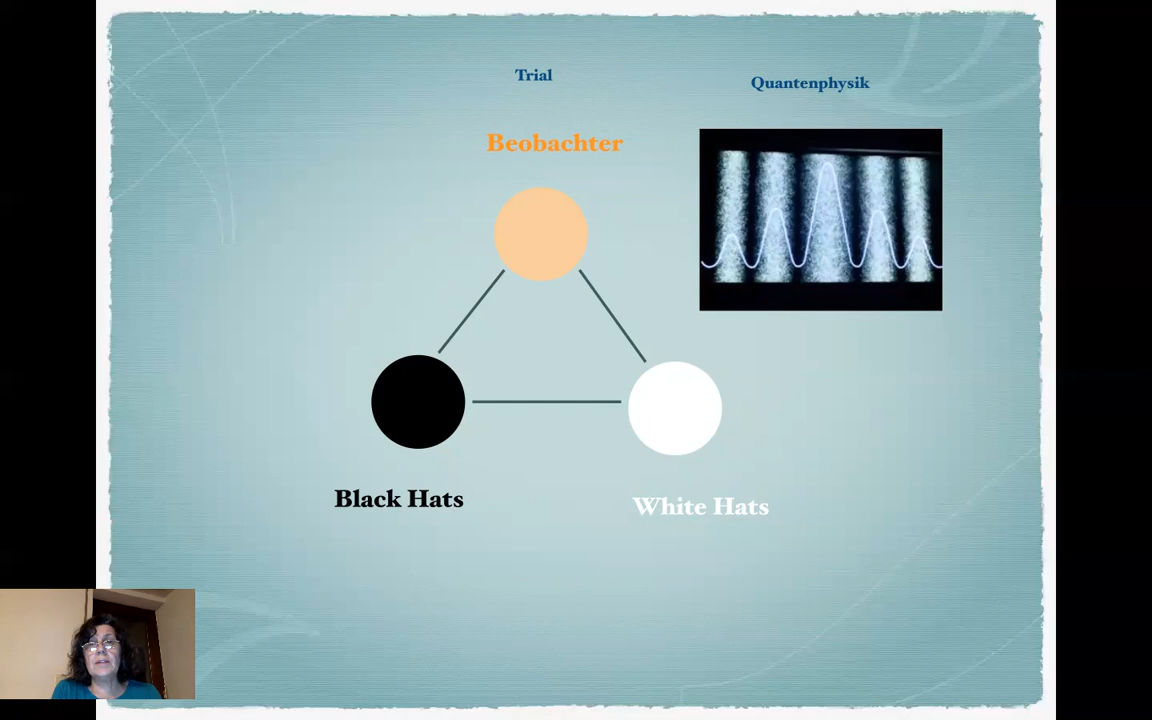 Trial
Quantenphysik
Beobachter
Black Hats
White Hats